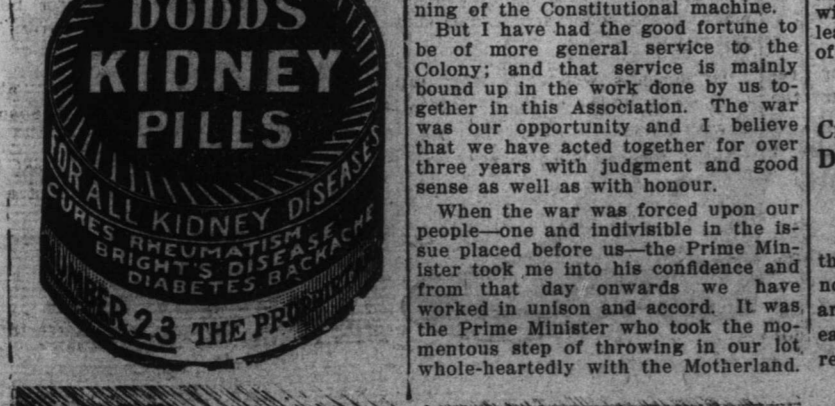 DODDS
KIDNEY
PILLS
FOR ALL KIDNEY DISEASES
CURES RHEUMATISM
BRIGHT'S DISEASE
DIABETES BACKACHE
23 THE
ning of the Constitutional machine.
But I have had the good fortune to
be of more general service to the
Colony; and that service is mainly
bound up in the work done by us to-
gether in this Association. The war
was our opportunity and I believe
that we have acted together for over
three years with judgment and good
sense as well as with honour.
When the war was forced upon our
people—one and indivisible in the is-
sue placed before us—the Prime Min-
ister took me into his confidence and
from that day onwards we have
worked in unison and accord. It was
the Prime Minister who took the mo-
mentous step of throwing in our lot
whole-heartedly with the Motherland.